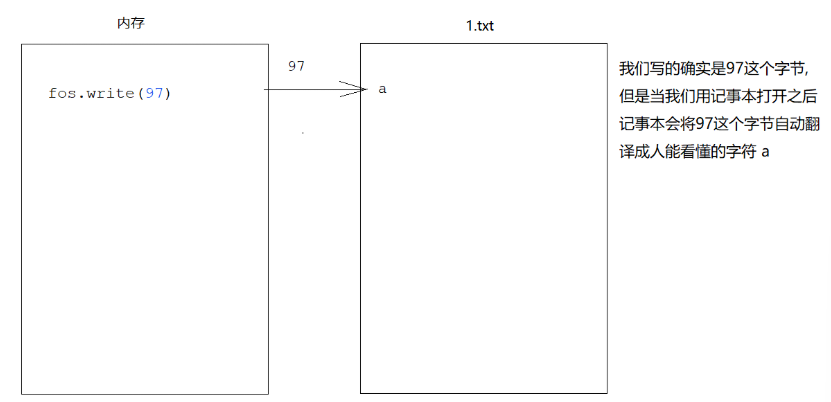 内存
1.txt
fos.write(97)
97
a
我们写的确实是97这个字节,
但是当我们用记事本打开之后
记事本会将97这个字节自动翻
译成人能看懂的字符 a